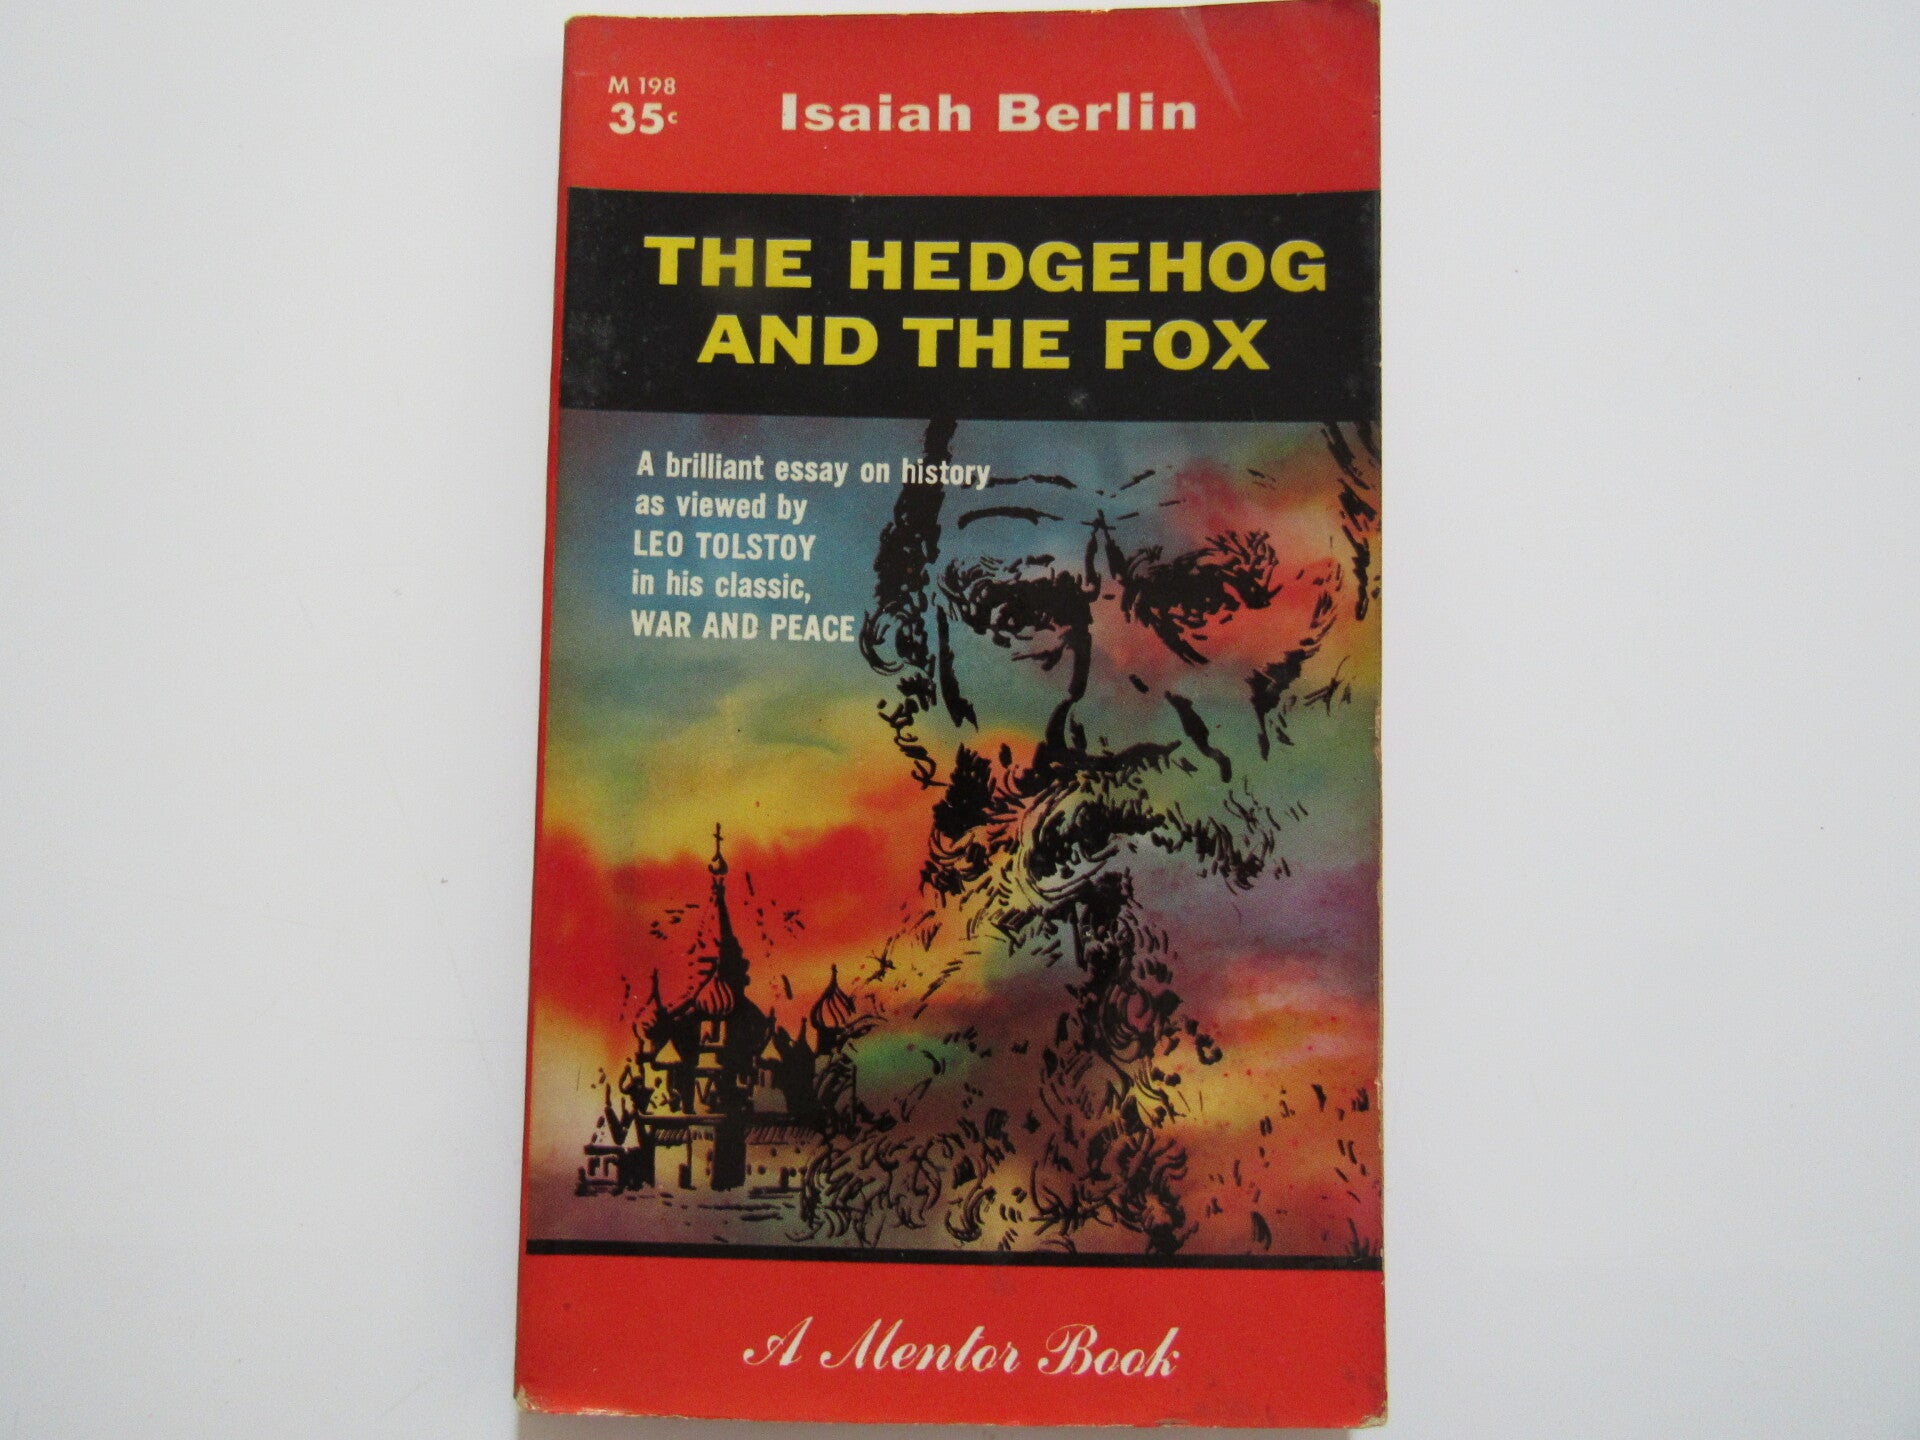 M 198
35c
Isaiah Berlin
THE HEDGEHOG
AND THE FOX
A brilliant essay on history
as viewed by
LEO TOLSTOY
in his classic,
WAR AND PEACE
A Mentor Book